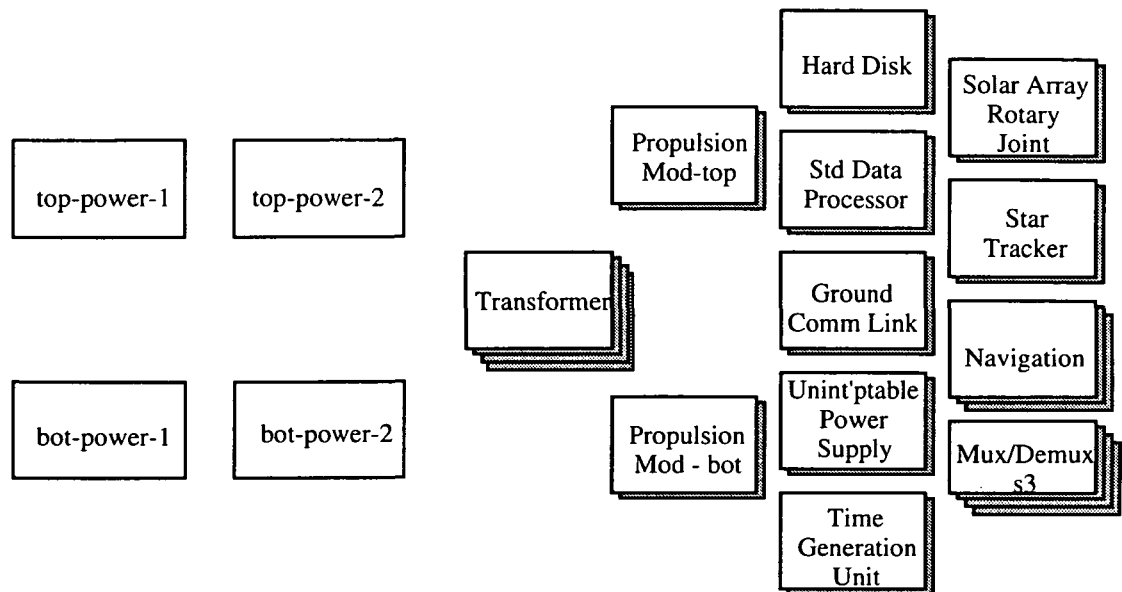 top-power-1
top-power-2
bot-power-1
bot-power-2
Transformer
Propulsion
Mod-top
Propulsion
Mod - bot
Hard Disk
Std Data
Processor
Ground
Comm Link
Unint'ptable
Power
Supply
Time
Generation
Unit
Solar Array
Rotary
Joint
Star
Tracker
Navigation
Mux/Demux
s3